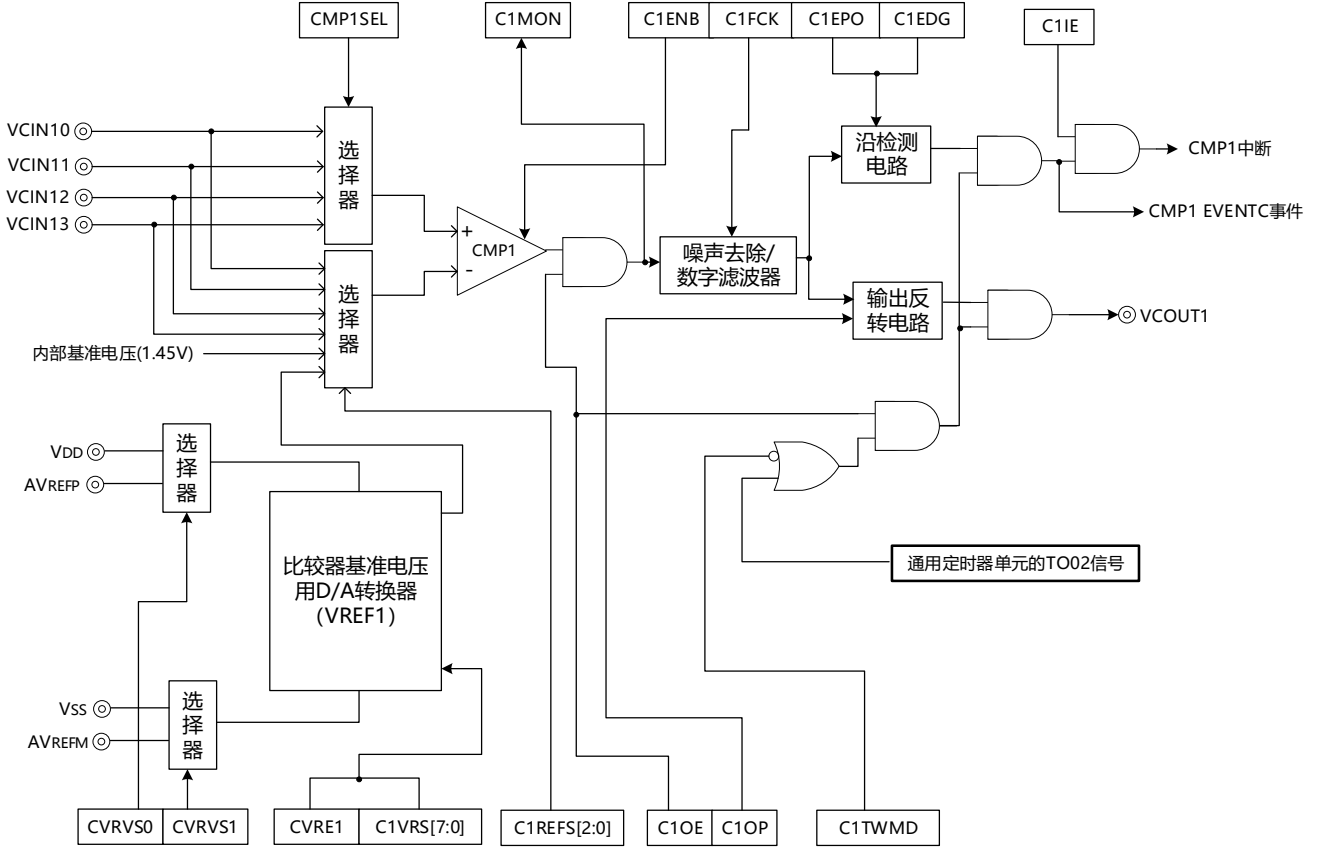 CMP1SEL
C1MON
C1ENB
C1FCK
C1EPO
C1EDG
C1IE
VCIN10
VCIN11
VCIN12
VCIN13
选
择
器
沿检测
电路
CMP1中断
CMP1 EVENTC事件
+
CMP1
-
噪声去除/
数字滤波器
选
择
器
输出反
转电路
VCOUT1
内部基准电压(1.45V)
VDD
AVREFP
选
择
器
比较器基准电压
用D/A转换器
（VREF1）
通用定时器单元的TO02信号
VSS
AVREFM
选
择
器
CVRVS0
CVRVS1
CVRE1
C1VRS[7:0]
C1REFS[2:0]
C1OE
C1OP
C1TWMD